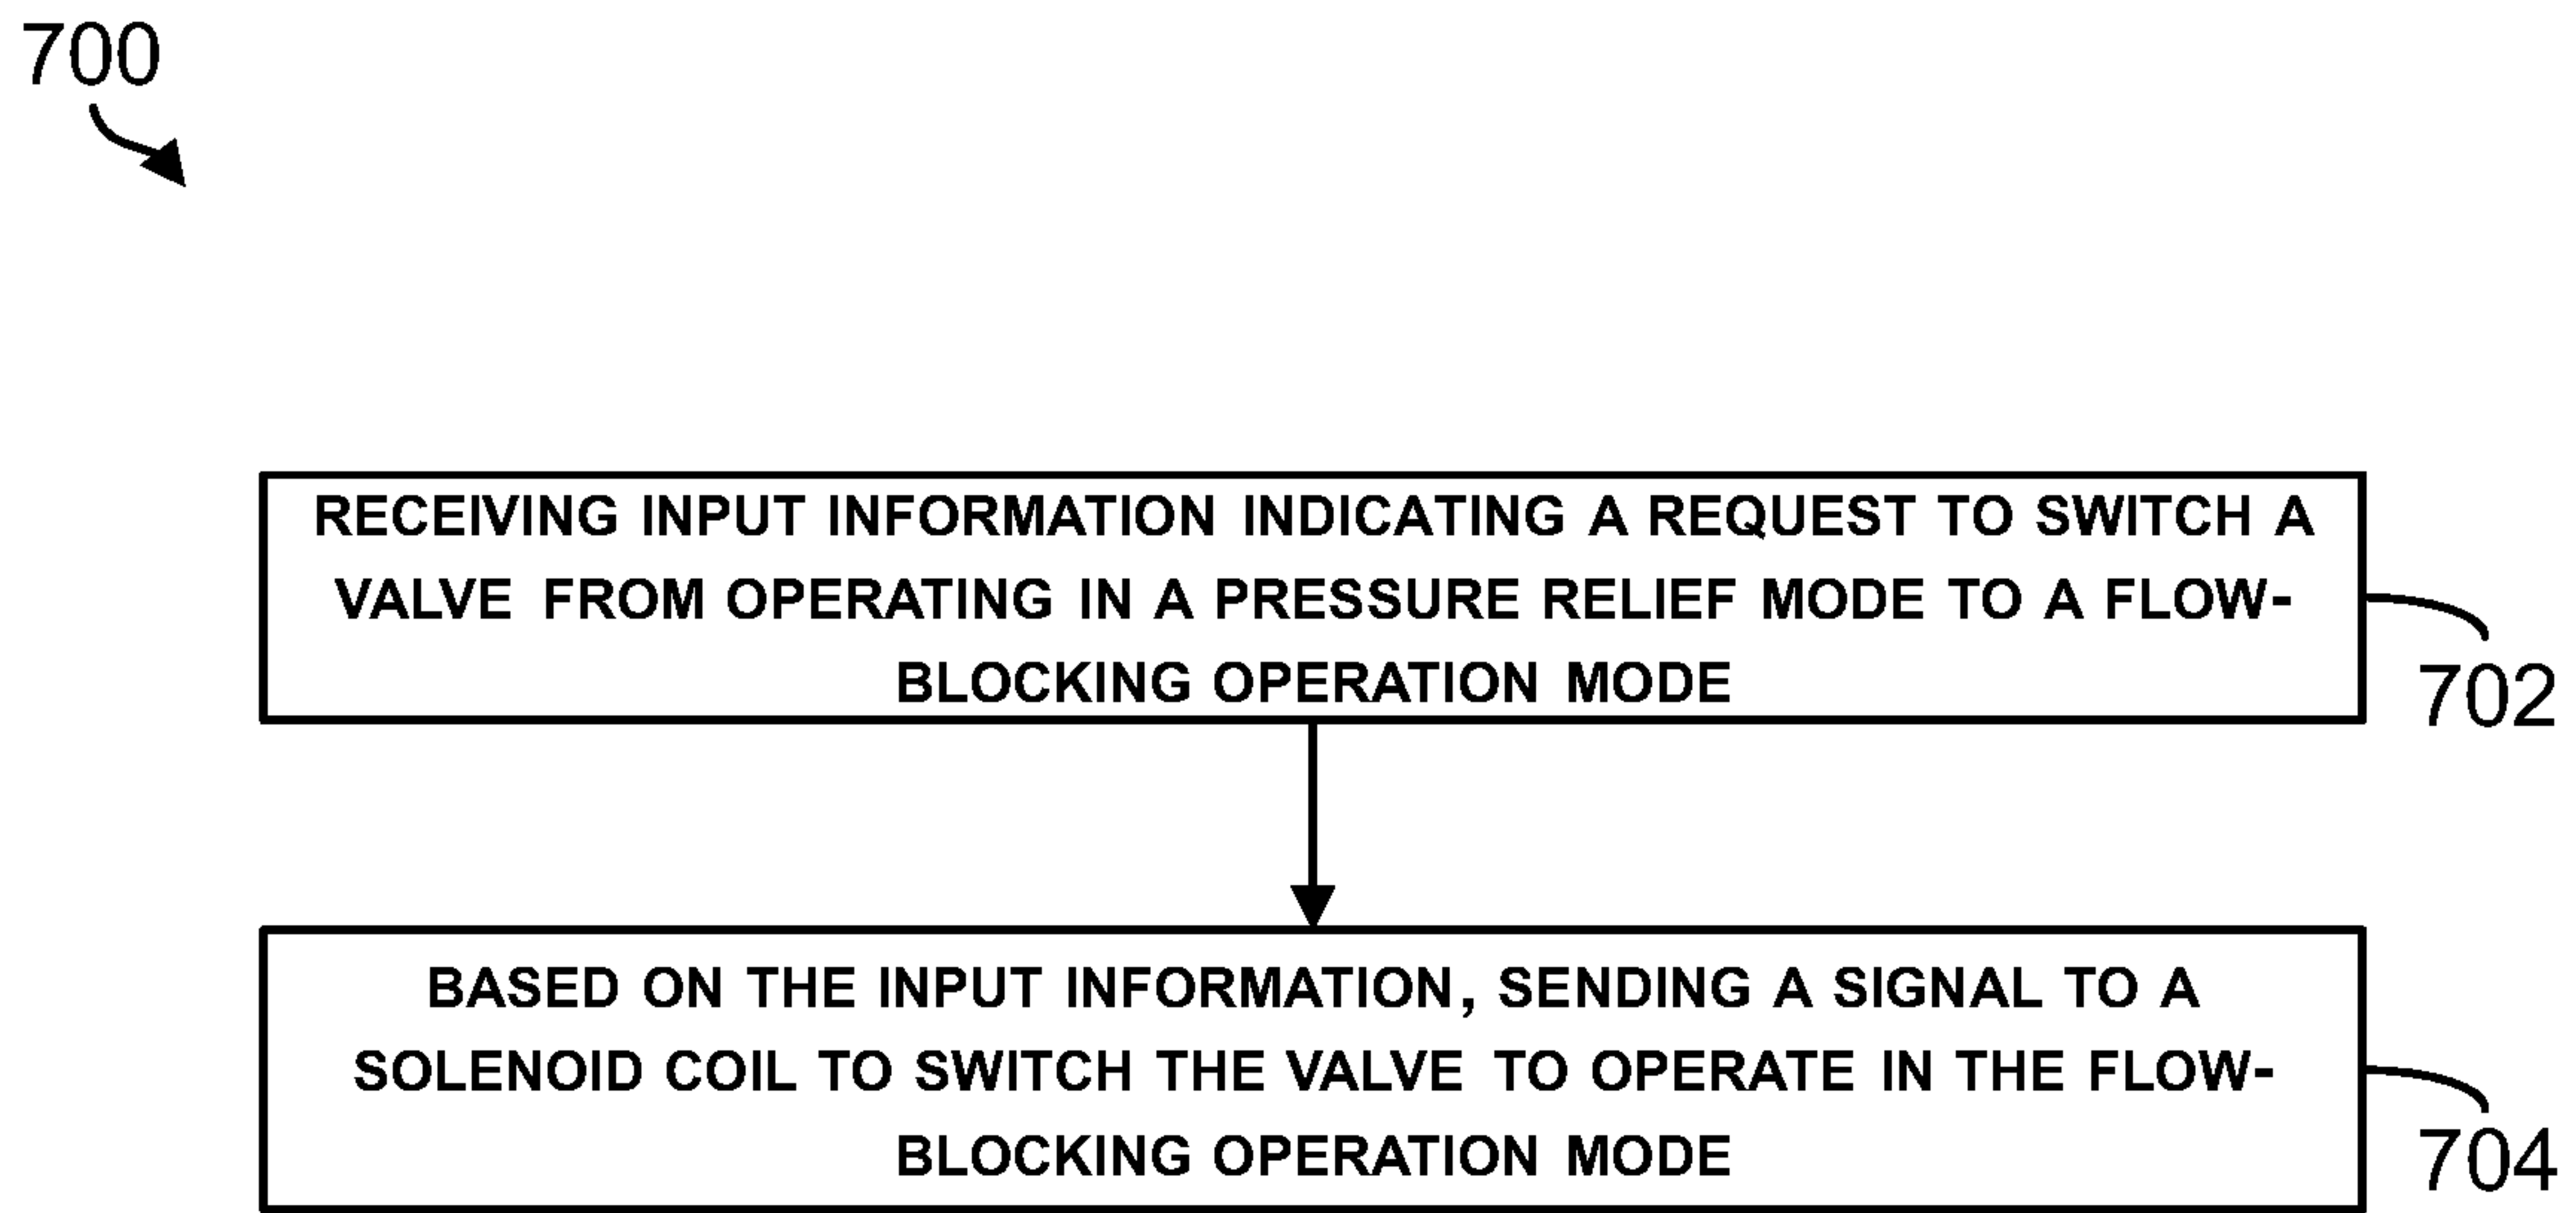 700
RECEIVING INPUT INFORMATION INDICATING A REQUEST TO SWITCH A
VALVE FROM OPERATING IN A PRESSURE RELIEF MODE TO A FLOW-
BLOCKING OPERATION MODE
702
BASED ON THE INPUT INFORMATION, SENDING A SIGNAL TO A
SOLENOID COIL TO SWITCH THE VALVE TO OPERATE IN THE FLOW-
BLOCKING OPERATION MODE
704